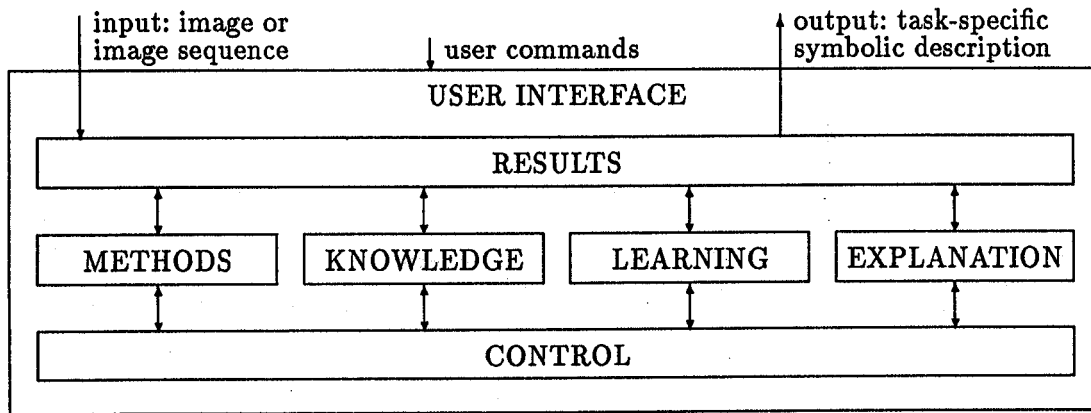 input: image or
image sequence
user commands
output: task-specific
symbolic description
USER INTERFACE
RESULTS
METHODS
KNOWLEDGE
LEARNING
EXPLANATION
CONTROL